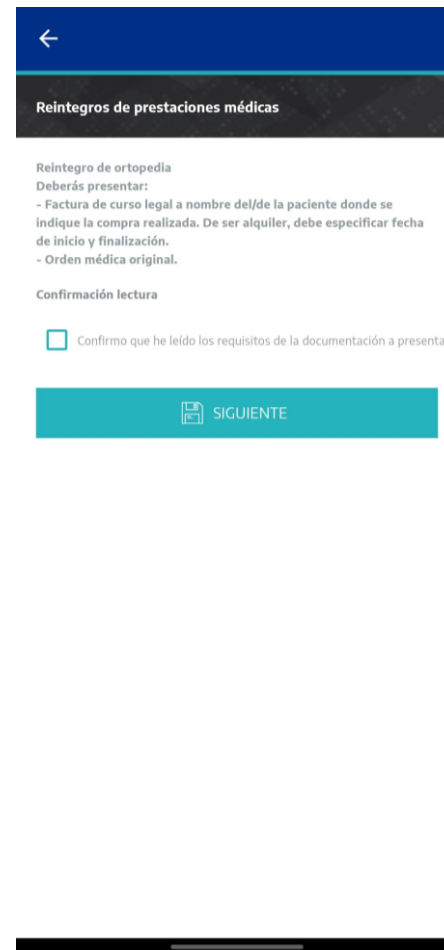 Reintegros de prestaciones médicas
Reintegro de ortopedia
Deberás presentar:
- Factura de curso legal a nombre del/de la paciente donde se
indique la compra realizada. De ser alquiler, debe especificar fecha
de inicio y finalización.
- Orden médica original.
Confirmación lectura
Confirmo que he leído los requisitos de la documentación a presenta
SIGUIENTE